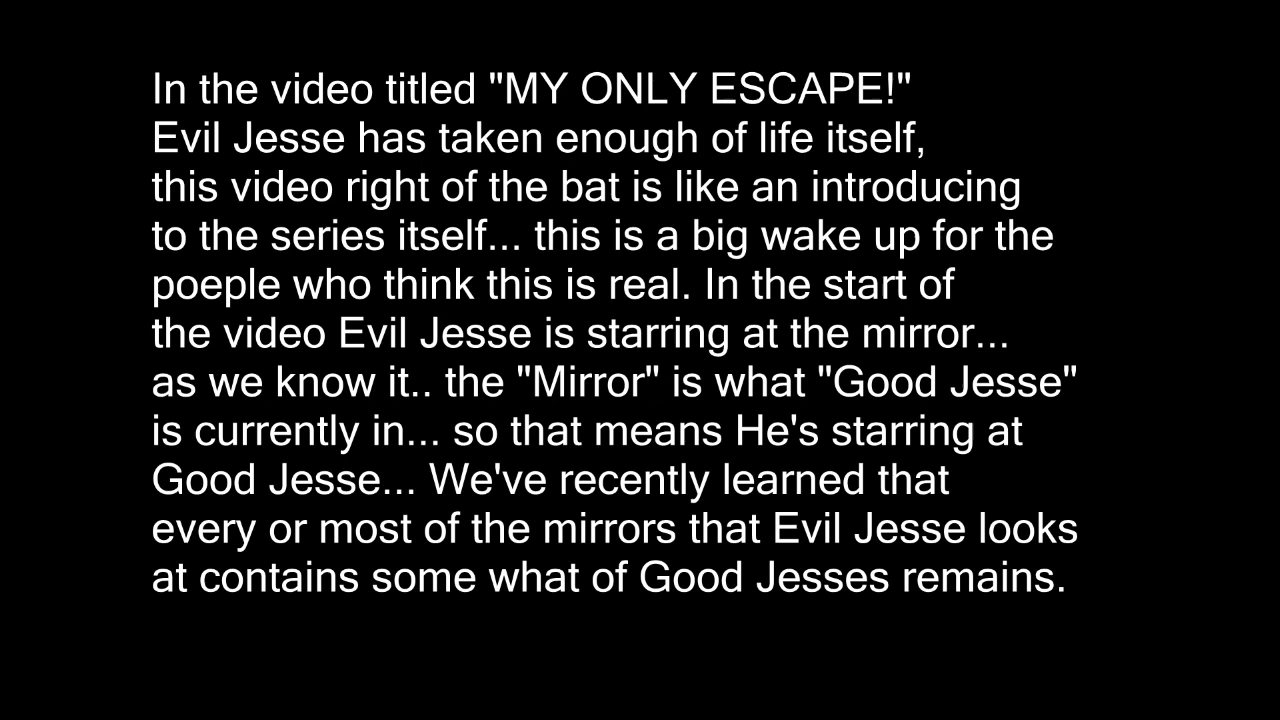 In the video titled "MY ONLY ESCAPE!"
Evil Jesse has taken enough of life itself,
this video right of the bat is like an introducing
to the series itself... this is a big wake up for the
poeple who think this is real. In the start of
the video Evil Jesse is starring at the mirror...
as we know it.. the "Mirror" is what "Good Jesse"
is currently in... so that means He's starring at
Good Jesse... We've recently learned that
every or most of the mirrors that Evil Jesse looks
at contains some what of Good Jesses remains.